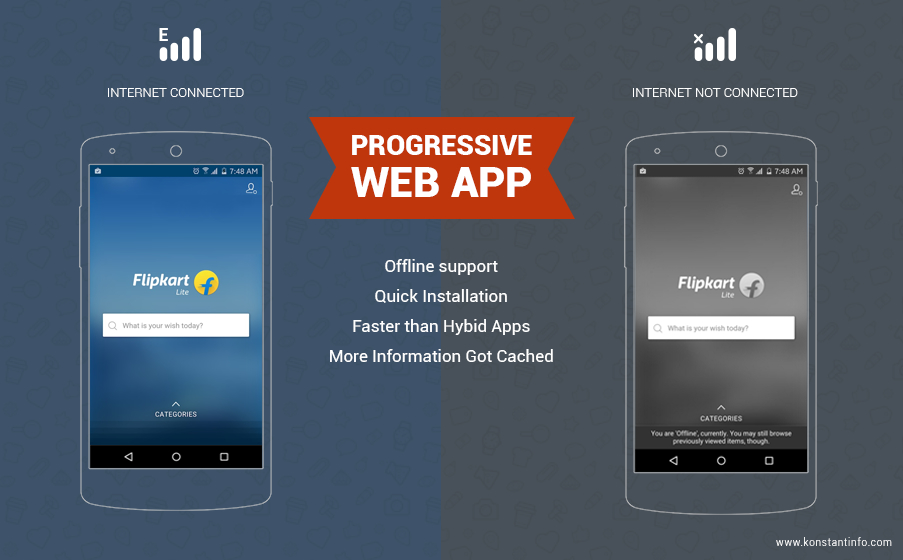 E
INTERNET CONNECTED
x
INTERNET NOT CONNECTED
PROGRESSIVE
WEB APP
7:48 AM
Flipkart
Lite
What is your wish today?
CATEGORIES
Offline support
Quick Installation
Faster than Hybid Apps
More Information Got Cached
7:48 AM
Flipkart
Lite
What is your wish today?
CATEGORIES
You are 'Offline', currently. You may still browse
previously viewed items, though.
www.konstantinfo.com